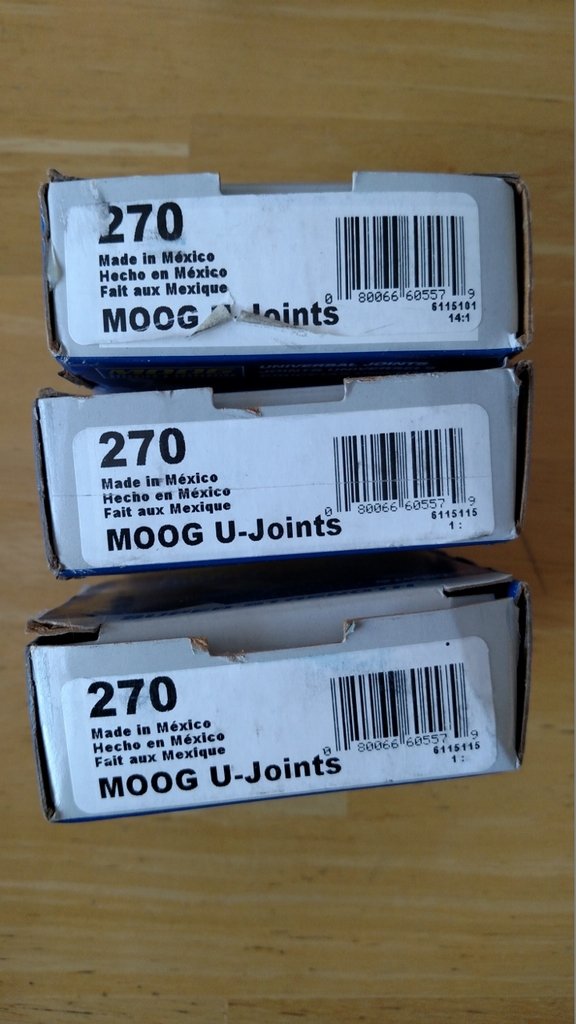 270
Made in México
Hecho en México
Fait aux Mexique
MOOG U-Joints
0 80066 60557 9
6115101
14:1
UNIVERSAL JOINTS
270
Made in México
Hecho en México
Fait aux Mexique
MOOG U-Joints
0 80066 60557 9
6115115
1 :
270
Made in México
Hecho en México
Fait aux Mexique
MOOG U-Joints
0 80066 60557 9
6115115
1 :